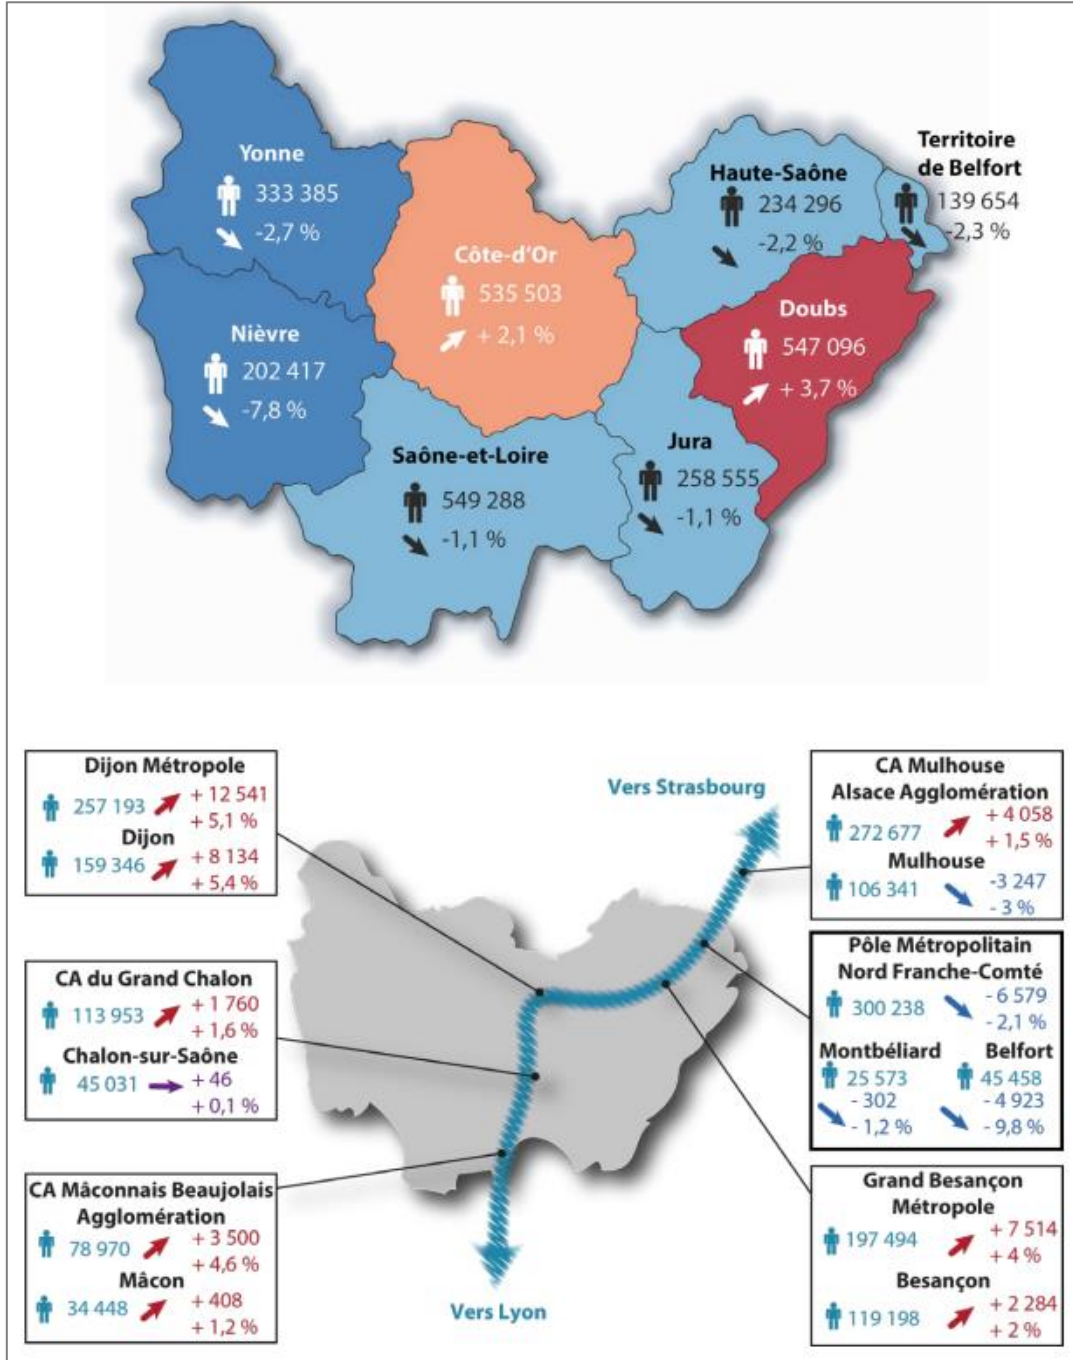 Yonne
333 385
-2,7 %
Côte-d'Or
535 503
+ 2,1 %
Haute-Saône
234 296
-2,2 %
Territoire
de Belfort
139 654
-2,3 %
Nièvre
202 417
-7,8 %
Doubs
547 096
+ 3,7 %
Saône-et-Loire
549 288
-1,1 %
Jura
258 555
-1,1 %
Dijon Métropole
257 193
+ 12 541
+ 5,1 %
Dijon
159 346
+ 8 134
+ 5,4 %
CA du Grand Chalon
113 953
+ 1 760
+ 1,6 %
Chalon-sur-Saône
45 031
+ 46
+ 0,1 %
CA Mâconnais Beaujolais
Agglomération
78 970
+ 3 500
+ 4,6 %
Mâcon
34 448
+ 408
+ 1,2 %
Vers Strasbourg
Vers Lyon
CA Mulhouse
Alsace Agglomération
272 677
+ 4 058
+ 1,5 %
Mulhouse
106 341
-3 247
- 3 %
Pôle Métropolitain
Nord Franche-Comté
300 238
- 6 579
- 2,1 %
Montbéliard
25 573
- 302
- 1,2 %
Belfort
45 458
- 4 923
- 9,8 %
Grand Besançon
Métropole
197 494
+ 7 514
+ 4 %
Besançon
119 198
+ 2 284
+ 2 %